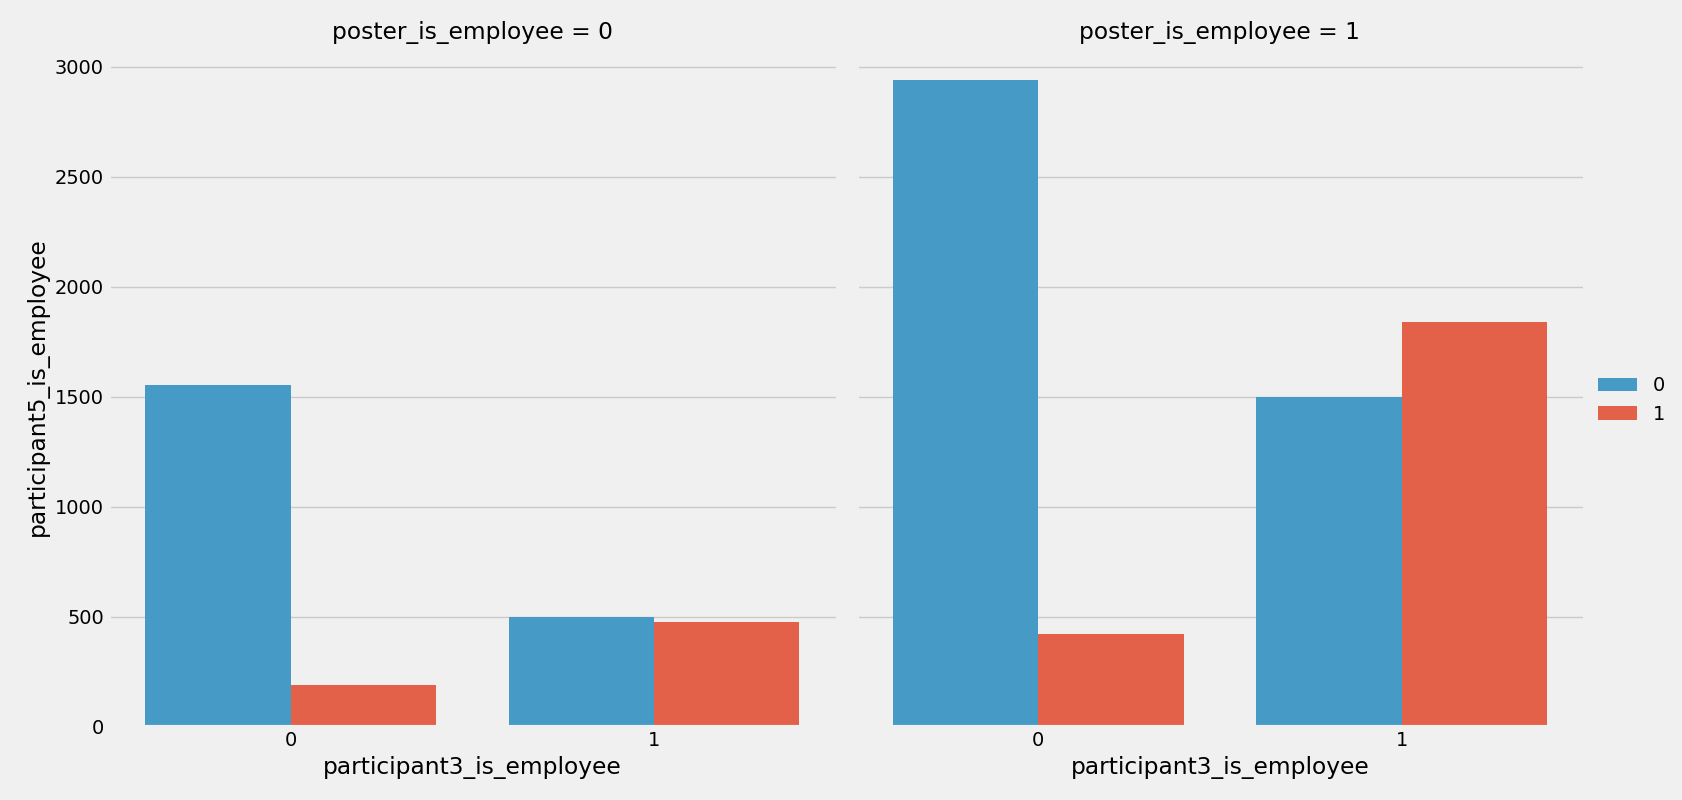 poster_is_employee = 0
poster_is_employee = 1
participant5_is_employee
3000
2500
2000
1500
1000
500
0
0 1
0 1
participant3_is_employee
participant3_is_employee
0
1